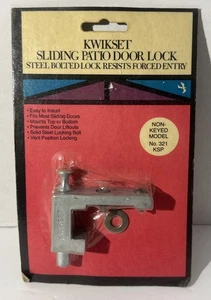 KWIKSET
SLIDING PATIO DOOR LOCK
STEEL BOLTED LOCK RESISTS FORCED ENTRY
• Easy to Install
• Fits Most Sliding Doors
• Mounts Top or Bottom
• Prevents Door Liftouts
• Solid Steel Locking Bolt
• Vent Position Locking
NON-
KEYED
MODEL
No. 321
KSP